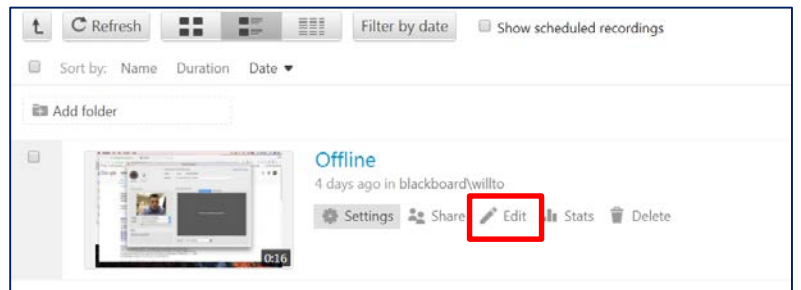 Refresh Filter by date Show scheduled recordings
Sort by: Name Duration Date
Add folder
Offline
4 days ago in blackboard\willto
Settings Share Edit Stats Delete
0:16